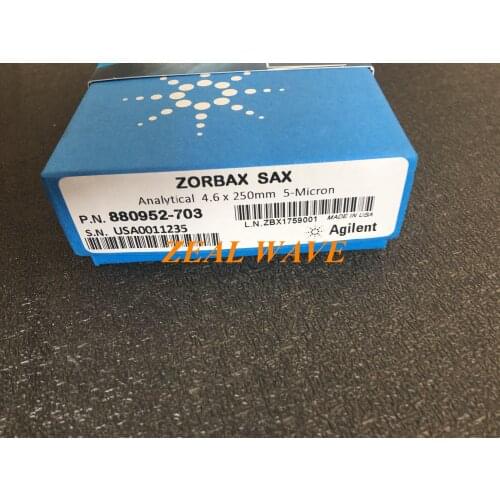 ZORBAX SAX
Analytical 4.6 x 250mm 5-Micron
P.N. 880952-703
S.N. USA0011235
L.N.ZBX1759001
MADE IN USA
Agilent
ZEAL WAVE